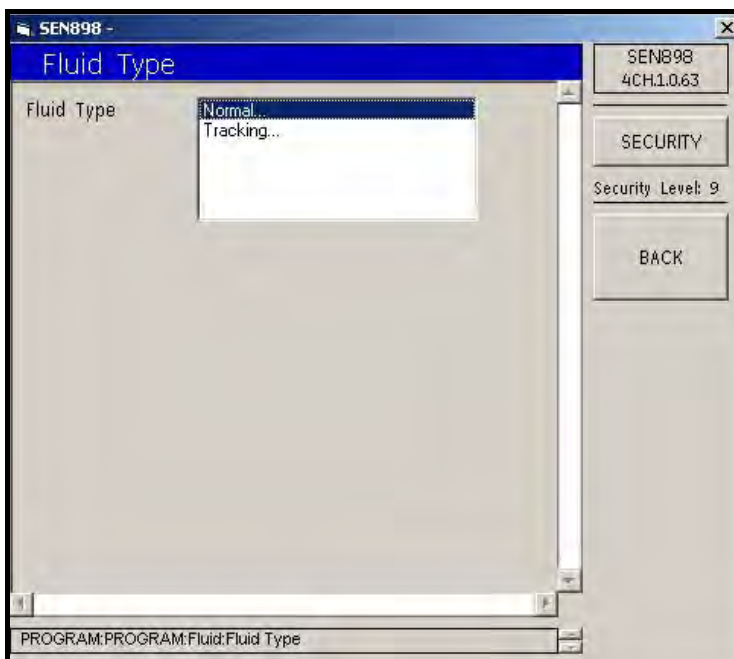 SEN898 -
Fluid Type
SEN898
4CH.1.0.63
Fluid Type
Normal...
Tracking...
SECURITY
Security Level: 9
BACK
PROGRAM:PROGRAM:Fluid:Fluid Type